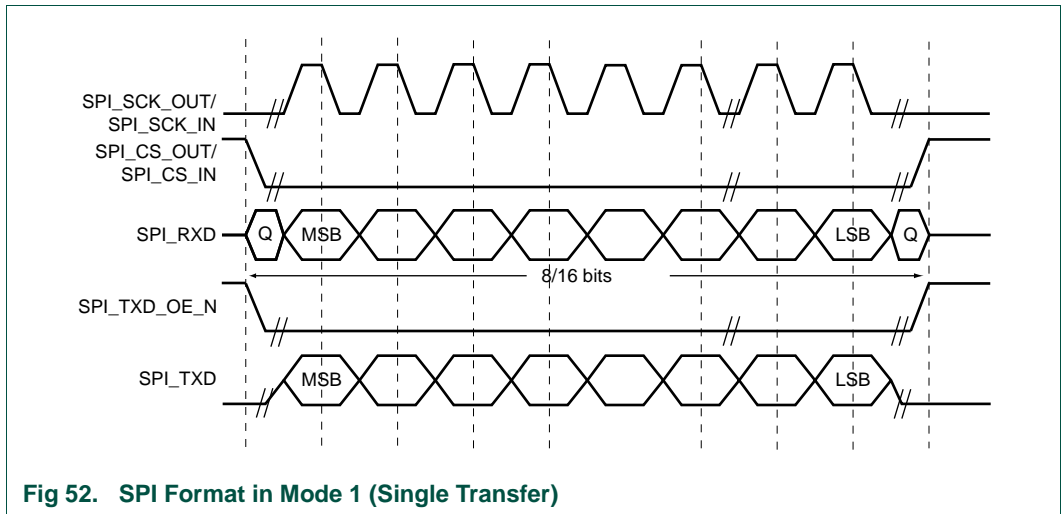 SPI_SCK_OUT/
SPI_SCK_IN
SPI_CS_OUT/
SPI_CS_IN
SPI_RXD
Q
MSB
LSB
Q
8/16 bits
SPI_TXD_OE_N
SPI_TXD
MSB
LSB
Fig 52. SPI Format in Mode 1 (Single Transfer)